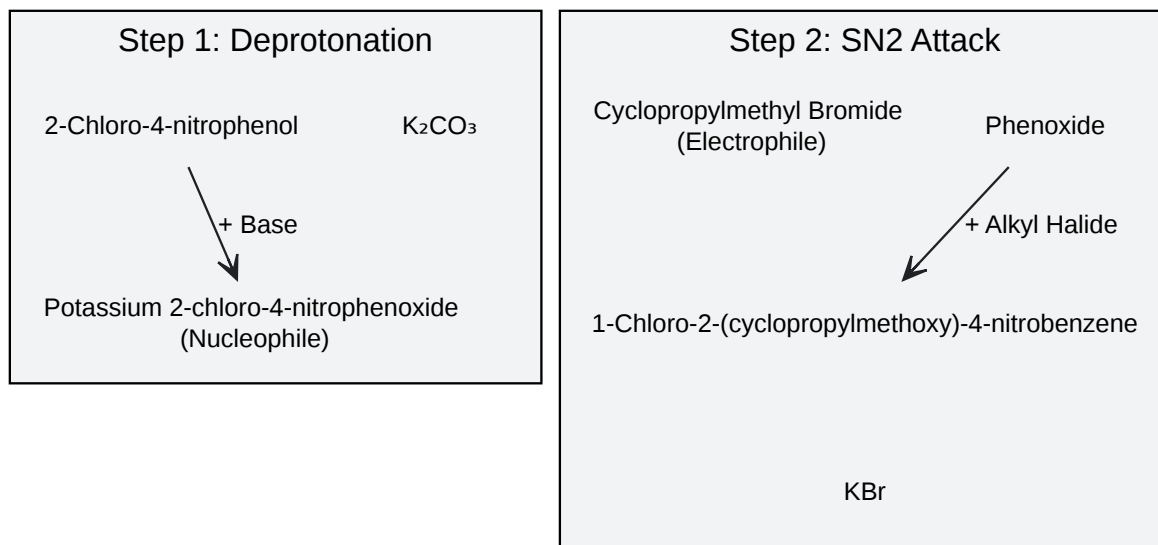 Step 1: Deprotonation
2-Chloro-4-nitrophenol
K₂CO₃
+ Base
Potassium 2-chloro-4-nitrophenoxide
(Nucleophile)
Step 2: SN2 Attack
Cyclopropylmethyl Bromide
(Electrophile)
Phenoxide
+ Alkyl Halide
1-Chloro-2-(cyclopropylmethoxy)-4-nitrobenzene
KBr